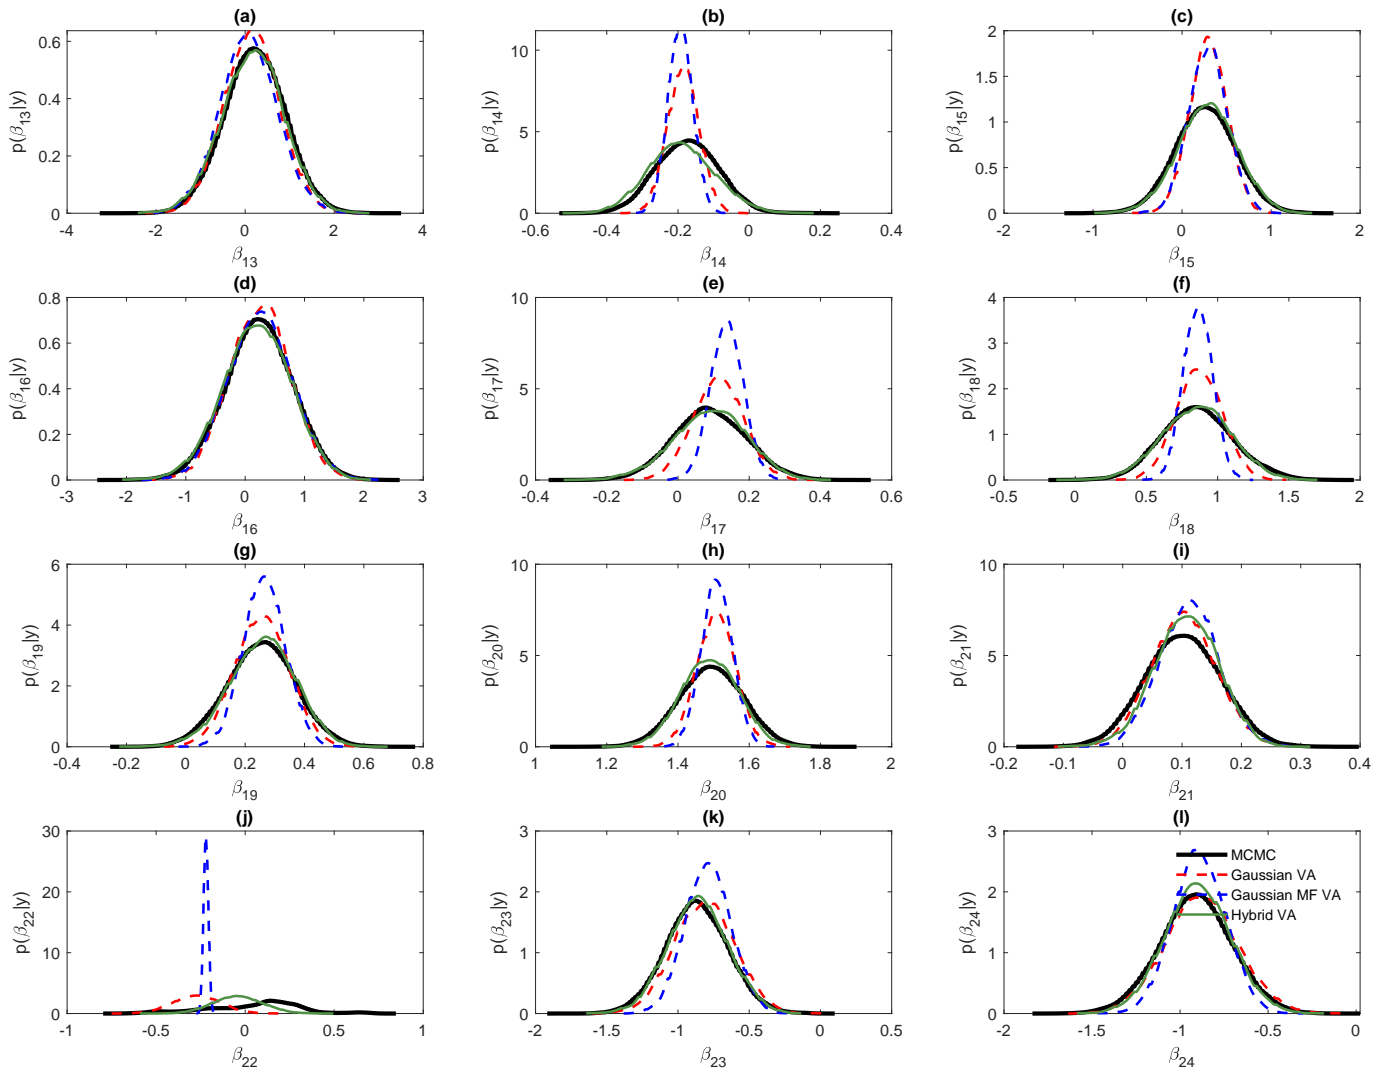 (a)
0.6
0.4
0.2
0
-4
-2
0
2
4
p(β13|y)
β13
(b)
10
5
0
-0.6
-0.4
-0.2
0
0.2
0.4
p(β14|y)
β14
(c)
2
1.5
1
0.5
0
-1
0
1
2
p(β15|y)
β15
(d)
0.8
0.6
0.4
0.2
0
-3
-2
-1
0
1
2
3
p(β16|y)
β16
(e)
10
5
0
-0.4
-0.2
0
0.2
0.4
0.6
p(β17|y)
β17
(f)
4
3
2
1
0
-0.5
0
0.5
1
1.5
2
p(β18|y)
β18
(g)
6
4
2
0
-0.4
-0.2
0
0.2
0.4
0.6
0.8
p(β19|y)
β19
(h)
10
5
0
1
1.2
1.4
1.6
1.8
2
p(β20|y)
β20
(i)
10
5
0
-0.2
-0.1
0
0.1
0.2
0.3
0.4
p(β21|y)
β21
(j)
30
20
10
0
-1
-0.5
0
0.5
1
p(β22|y)
β22
(k)
3
2
1
0
-2
-1.5
-1
-0.5
0
0.5
p(β23|y)
β23
(l)
3
2
1
0
-2
-1.5
-1
-0.5
0
p(β24|y)
β24
MCMC
Gaussian VA
Gaussian MF VA
Hybrid VA